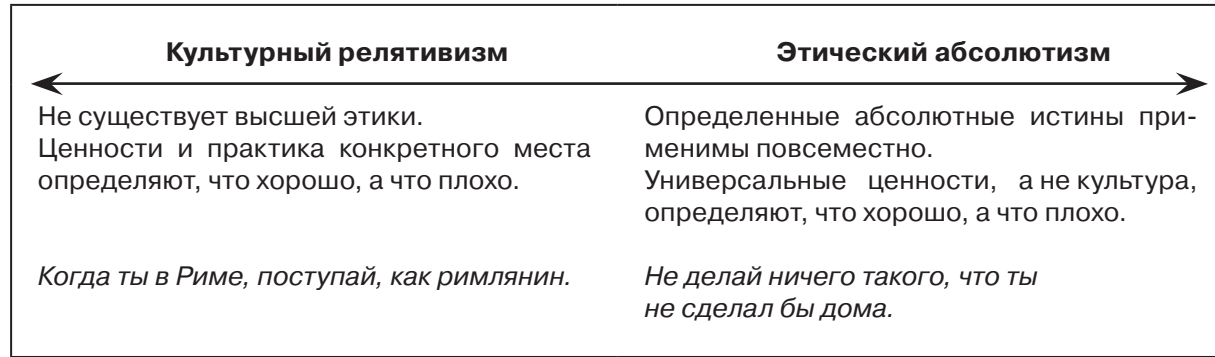 Культурный релятивизм
Этический абсолютизм
Не существует высшей этики.
Ценности и практика конкретного места
определяют, что хорошо, а что плохо.
Когда ты в Риме, поступай, как римлянин.
Определенные абсолютные истины при-
менимы повсеместно.
Универсальные ценности, а не культура,
определяют, что хорошо, а что плохо.
Не делай ничего такого, что ты
не сделал бы дома.